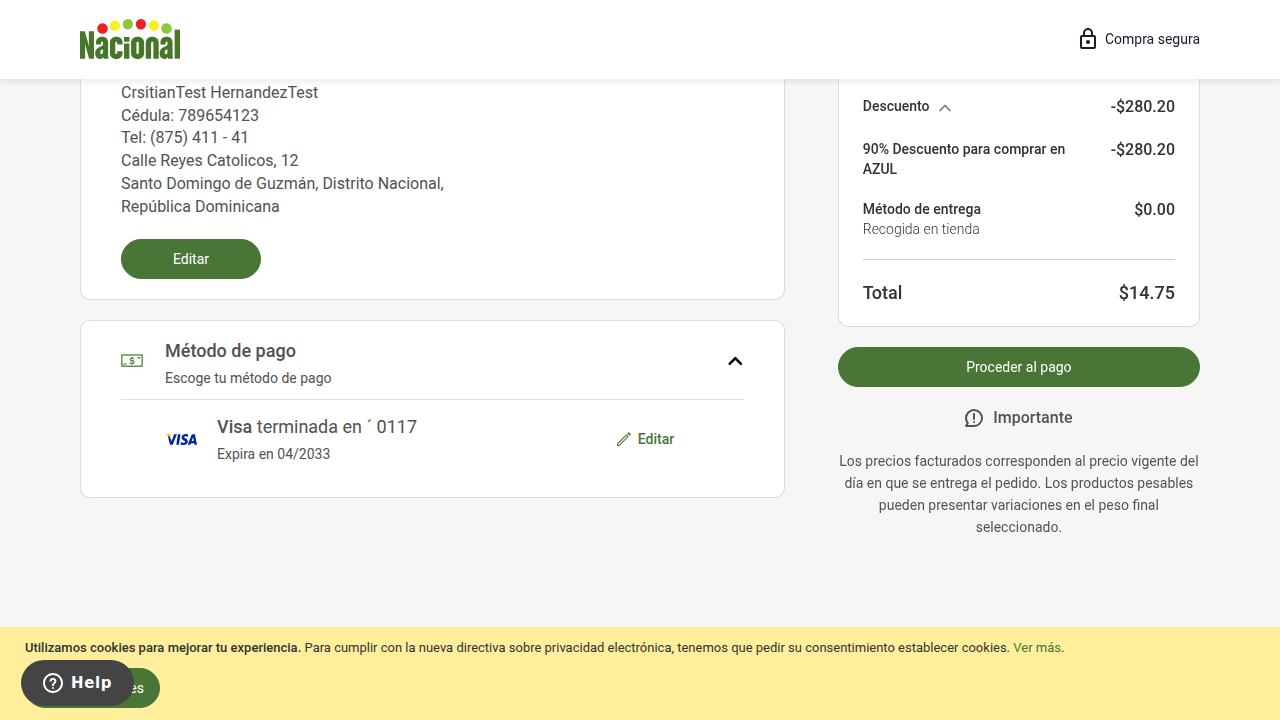 Nacional
Compra segura
CrsitianTest HernandezTest
Cédula: 789654123
Tel: (875) 411 - 41
Calle Reyes Catolicos, 12
Santo Domingo de Guzmán, Distrito Nacional,
República Dominicana
Editar
Método de pago
Escoge tu método de pago
VISA
Visa terminada en ´ 0117
Expira en 04/2033
Editar
Descuento -$280.20
90% Descuento para comprar en -$280.20
AZUL
Método de entrega $0.00
Recogida en tienda
Total $14.75
Proceder al pago
Importante
Los precios facturados corresponden al precio vigente del
día en que se entrega el pedido. Los productos pesables
pueden presentar variaciones en el peso final
seleccionado.
Utilizamos cookies para mejorar tu experiencia. Para cumplir con la nueva directiva sobre privacidad electrónica, tenemos que pedir su consentimiento establecer cookies. Ver más.
Help